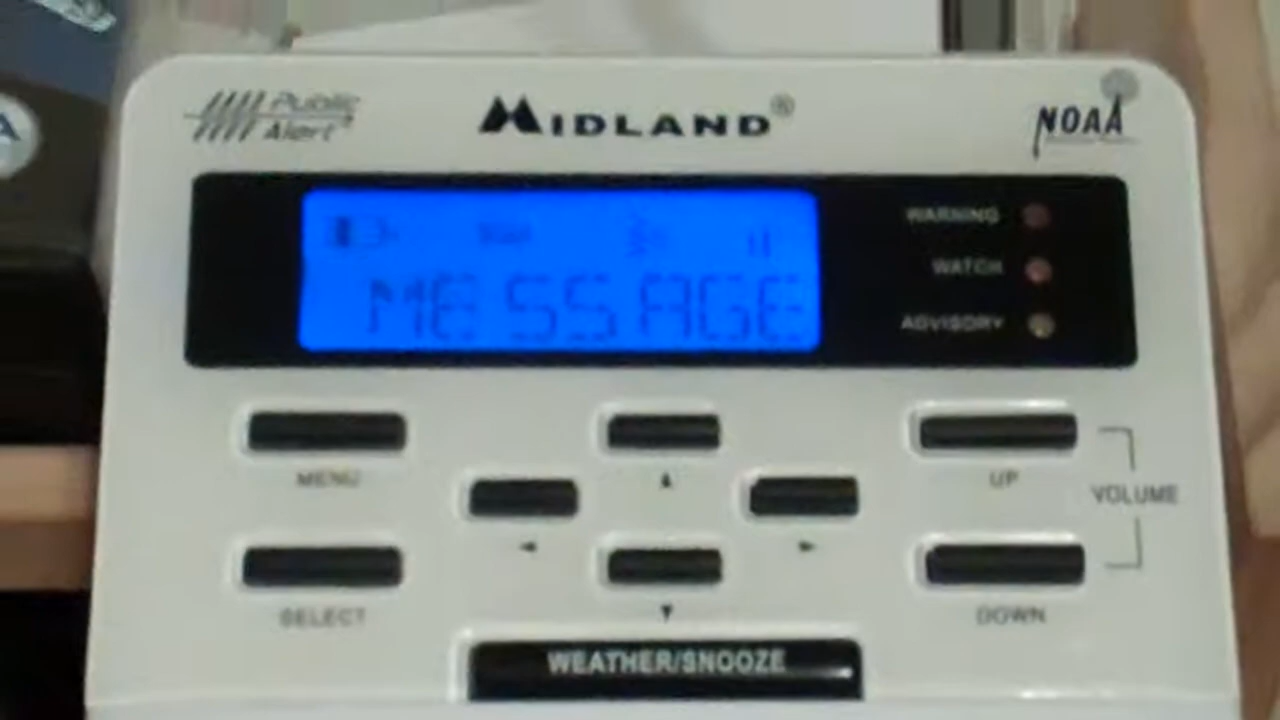 Public
Alert®
MIDLAND®
NOAA
WARNING
WATCH
ADVISORY
MESSAGE
MENU
UP
VOLUME
SELECT
DOWN
WEATHER/SNOOZE
A